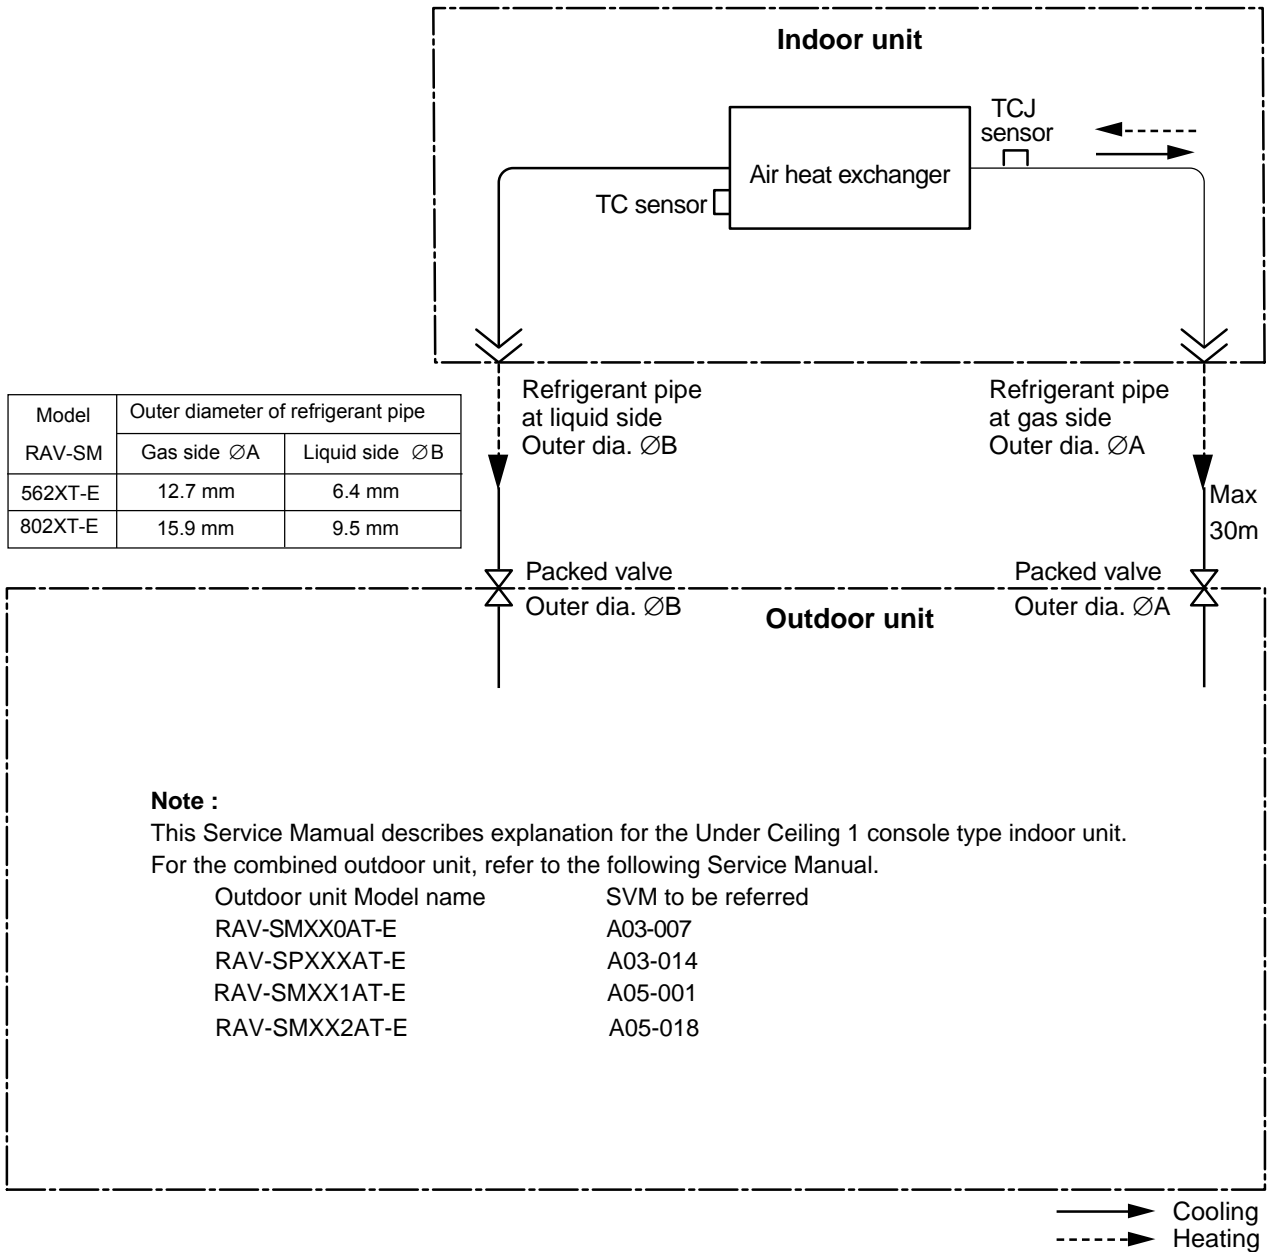 Indoor unit
TCJ
sensor
Air heat exchanger
TC sensor
Refrigerant pipe
at liquid side
Outer dia. ∅B
Refrigerant pipe
at gas side
Outer dia. ∅A
Model
RAV-SM
Outer diameter of refrigerant pipe
Gas side ∅A
Liquid side ∅B
562XT-E 12.7 mm 6.4 mm
802XT-E 15.9 mm 9.5 mm
Max
30m
Packed valve
Outer dia. ∅B
Packed valve
Outer dia. ∅A
Outdoor unit
Note :
This Service Mamual describes explanation for the Under Ceiling 1 console type indoor unit.
For the combined outdoor unit, refer to the following Service Manual.
Outdoor unit Model name SVM to be referred
RAV-SMXX0AT-E A03-007
RAV-SPXXXAT-E A03-014
RAV-SMXX1AT-E A05-001
RAV-SMXX2AT-E A05-018
Cooling
Heating